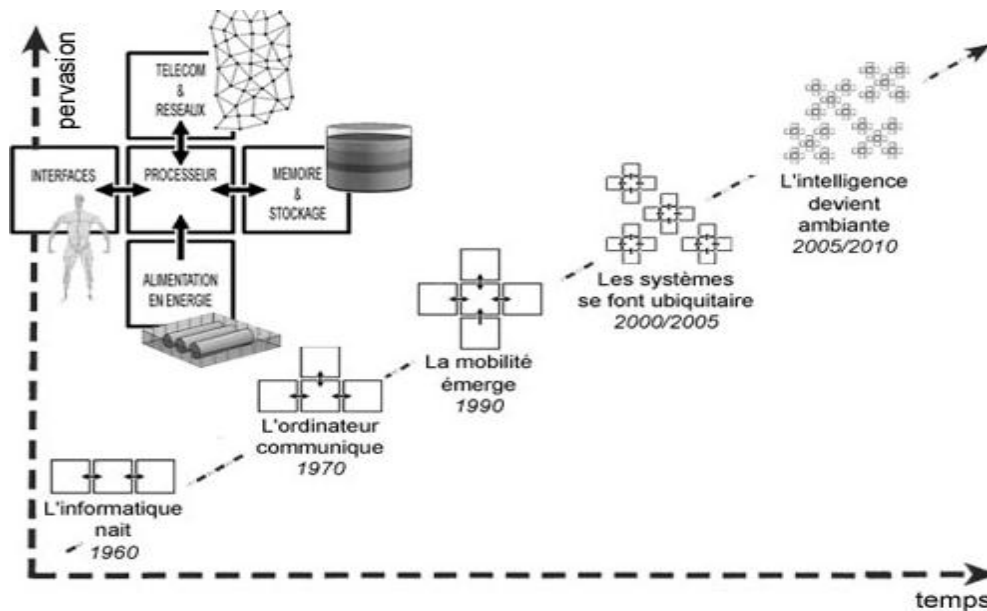 pervasion
TELECOM
&
RESEAUX
INTERFACES
PROCESSEUR
MEMOIRE
&
STOCKAGE
ALIMENTATION
EN ENERGIE
L'informatique
nait
1960
L'ordinateur
communique
1970
La mobilité
émerge
1990
Les systèmes
se font ubiquitaire
2000/2005
L'intelligence
devient
ambiante
2005/2010
temps